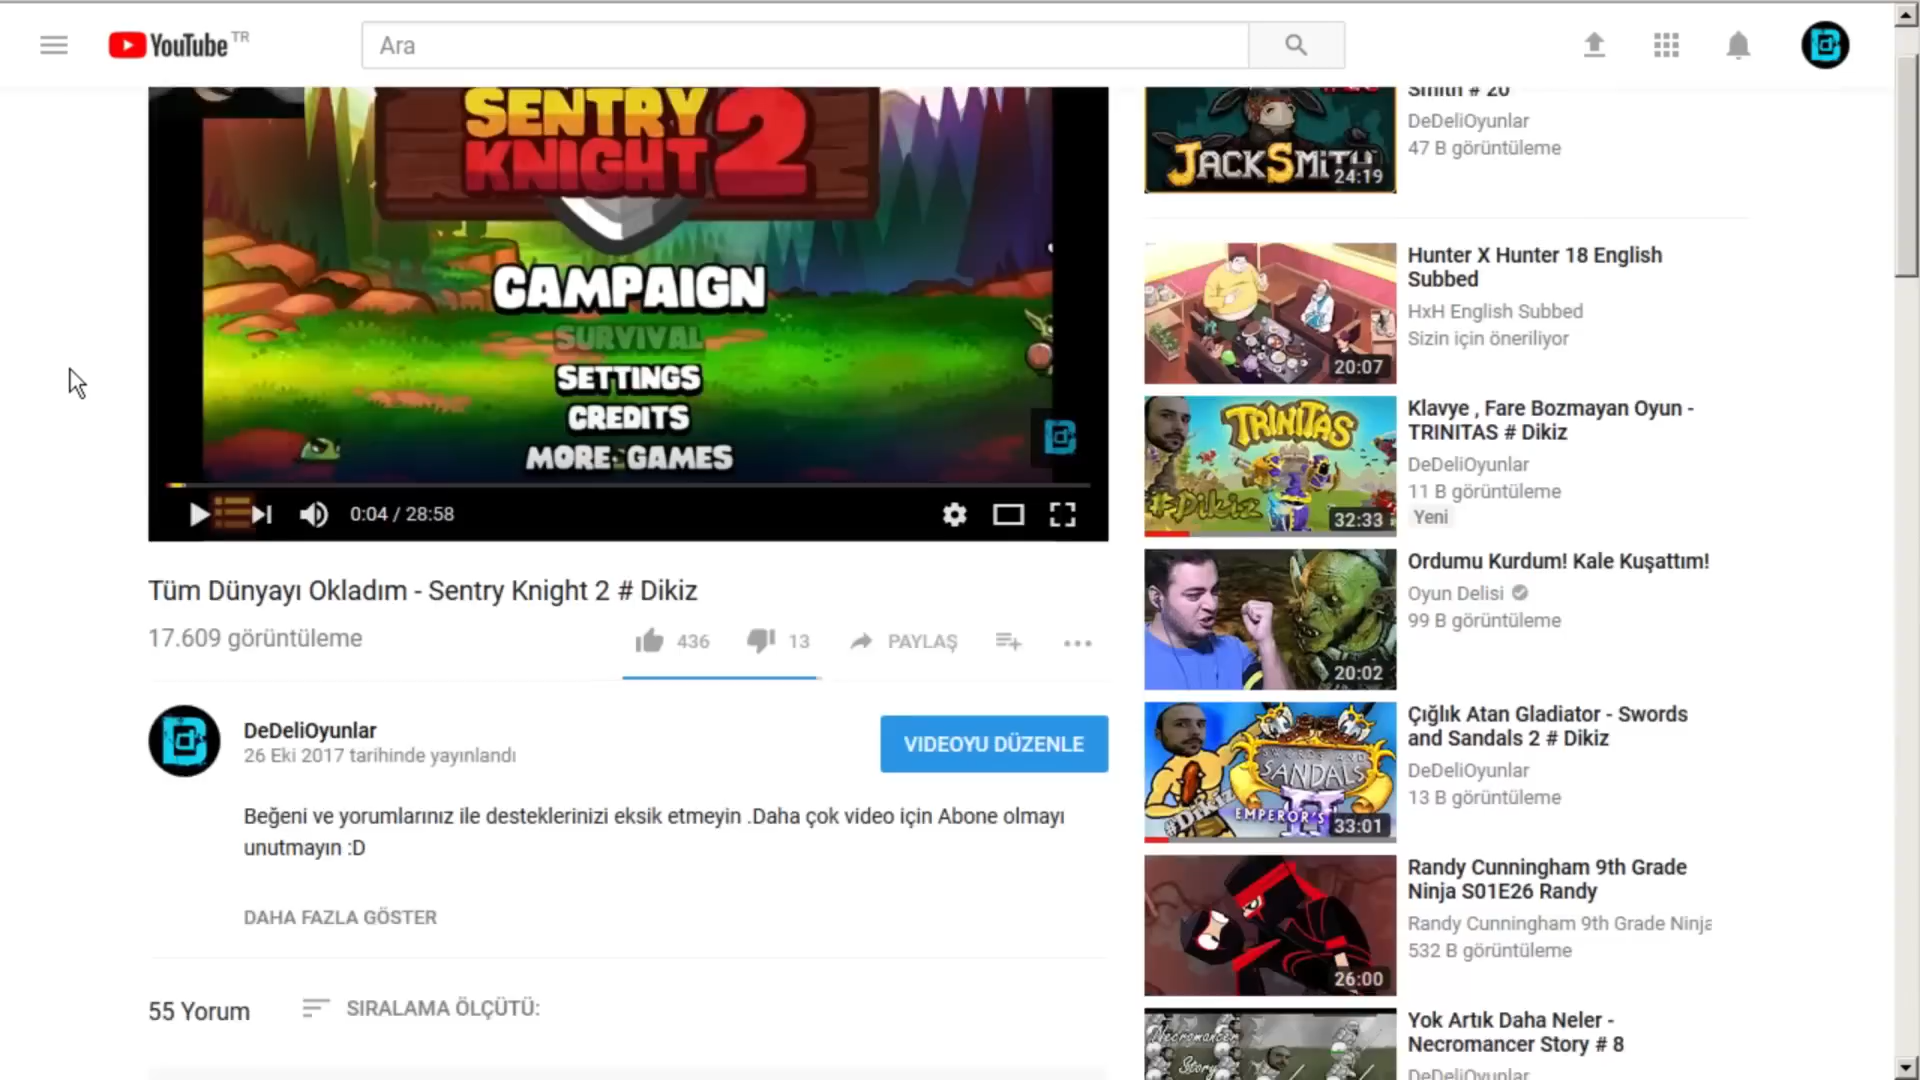 YouTube TR
Ara
SENTRY
KNIGHT 2
CAMPAIGN
SURVIVAL
SETTINGS
CREDITS
MORE GAMES
0:04 / 28:58
Tüm Dünyayı Okladım - Sentry Knight 2 # Dikiz
17.609 görüntüleme
436
13
PAYLAŞ
DeDeliOyunlar
26 Eki 2017 tarihinde yayınlandı
VIDEOYU DÜZENLE
Beğeni ve yorumlarınız ile desteklerinizi eksik etmeyin .Daha çok video için Abone olmayı
unutmayın :D
DAHA FAZLA GÖSTER
55 Yorum
SIRALAMA ÖLÇÜTÜ:
JACKSMITH
24:19
Smith # 20
DeDeliOyunlar
47 B görüntüleme
20:07
Hunter X Hunter 18 English
Subbed
HxH English Subbed
Sizin için öneriliyor
TRINITAS
#Dikiz
32:33
Klavye , Fare Bozmayan Oyun -
TRINITAS # Dikiz
DeDeliOyunlar
11 B görüntüleme
Yeni
20:02
Ordumu Kurdum! Kale Kuşattım!
Oyun Delisi
99 B görüntüleme
SWORDS AND
SANDALS
II
EMPEROR'S
#Dikiz
33:01
Çığlık Atan Gladiator - Swords
and Sandals 2 # Dikiz
DeDeliOyunlar
13 B görüntüleme
26:00
Randy Cunningham 9th Grade
Ninja S01E26 Randy
Randy Cunningham 9th Grade Ninja
532 B görüntüleme
Necromancer
Story
Yok Artık Daha Neler -
Necromancer Story # 8
DeDeliOyunlar